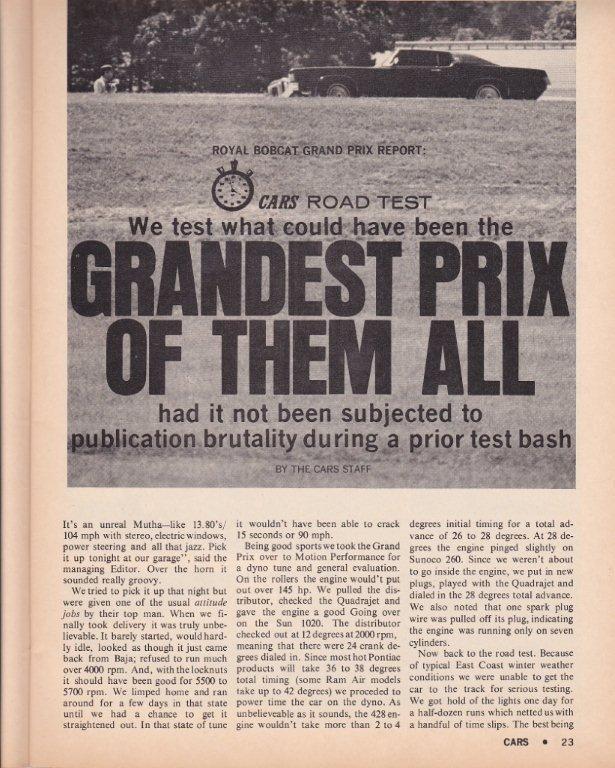 ROYAL BOBCAT GRAND PRIX REPORT:
CARS ROAD TEST
We test what could have been the
GRANDEST PRIX
OF THEM ALL
had it not been subjected to
publication brutality during a prior test bash
BY THE CARS STAFF
It's an unreal Mutha—like 13.80's/
104 mph with stereo, electric windows,
power steering and all that jazz. Pick
it up tonight at our garage", said the
managing Editor. Over the horn it
sounded really groovy.
We tried to pick it up that night but
were given one of the usual attitude
jobs by their top man. When we fi-
nally took delivery it was truly unbe-
lievable. It barely started, would hard-
ly idle, looked as though it just came
back from Baja; refused to run much
over 4000 rpm. And, with the locknuts
it should have been good for 5500 to
5700 rpm. We limped home and ran
around for a few days in that state
until we had a chance to get it
straightened out. In that state of tune
it wouldn't have been able to crack
15 seconds or 90 mph.
Being good sports we took the Grand
Prix over to Motion Performance for
a dyno tune and general evaluation.
On the rollers the engine would't put
out over 145 hp. We pulled the dis-
tributor, checked the Quadrajet and
gave the engine a good Going over
on the Sun 1020. The distributor
checked out at 12 degrees at 2000 rpm,
meaning that there were 24 crank de-
grees dialed in. Since most hot Pontiac
products will take 36 to 38 degrees
total timing (some Ram Air models
take up to 42 degrees) we proceded to
power time the car on the dyno. As
unbelieveable as it sounds, the 428 en-
gine wouldn't take more than 2 to 4
degrees initial timing for a total ad-
vance of 26 to 28 degrees. At 28 de-
grees the engine pinged slightly on
Sunoco 260. Since we weren't about
to go inside the engine, we put in new
plugs, played with the Quadrajet and
dialed in the 28 degrees total advance.
We also noted that one spark plug
wire was pulled off its plug, indicating
the engine was running only on seven
cylinders.
Now back to the road test. Because
of typical East Coast winter weather
conditions we were unable to get the
car to the track for serious testing.
We got hold of the lights one day for
a half-dozen runs which netted us with
a handful of time slips. The best being
CARS • 23